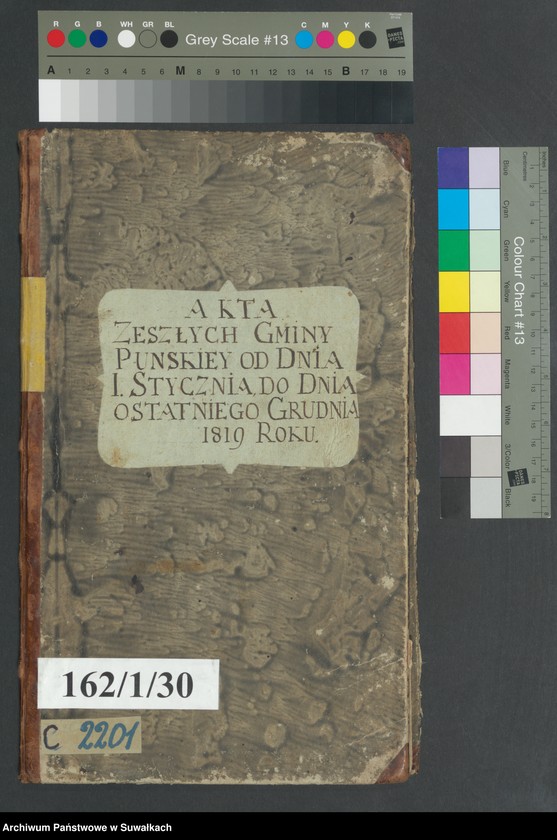 R G B WH GR BL Grey Scale #13 C M Y K
A 1 2 3 4 5 6 M 8 9 10 11 12 13 14 15 B 17 18 19
AKTA
ZESZŁYCH GMINY
PUNSKIEY OD DNIA
I. STYCZNIA, DO DNIA
OSTATNIEGO GRUDNIA
1819 ROKU.
162/1/30
C 2201
Colour Chart #13
Blue
Cyan
Green
Yellow
Red
Magenta
White
3/Color
Black
Centimetres
Inches
Archiwum Państwowe w Suwałkach